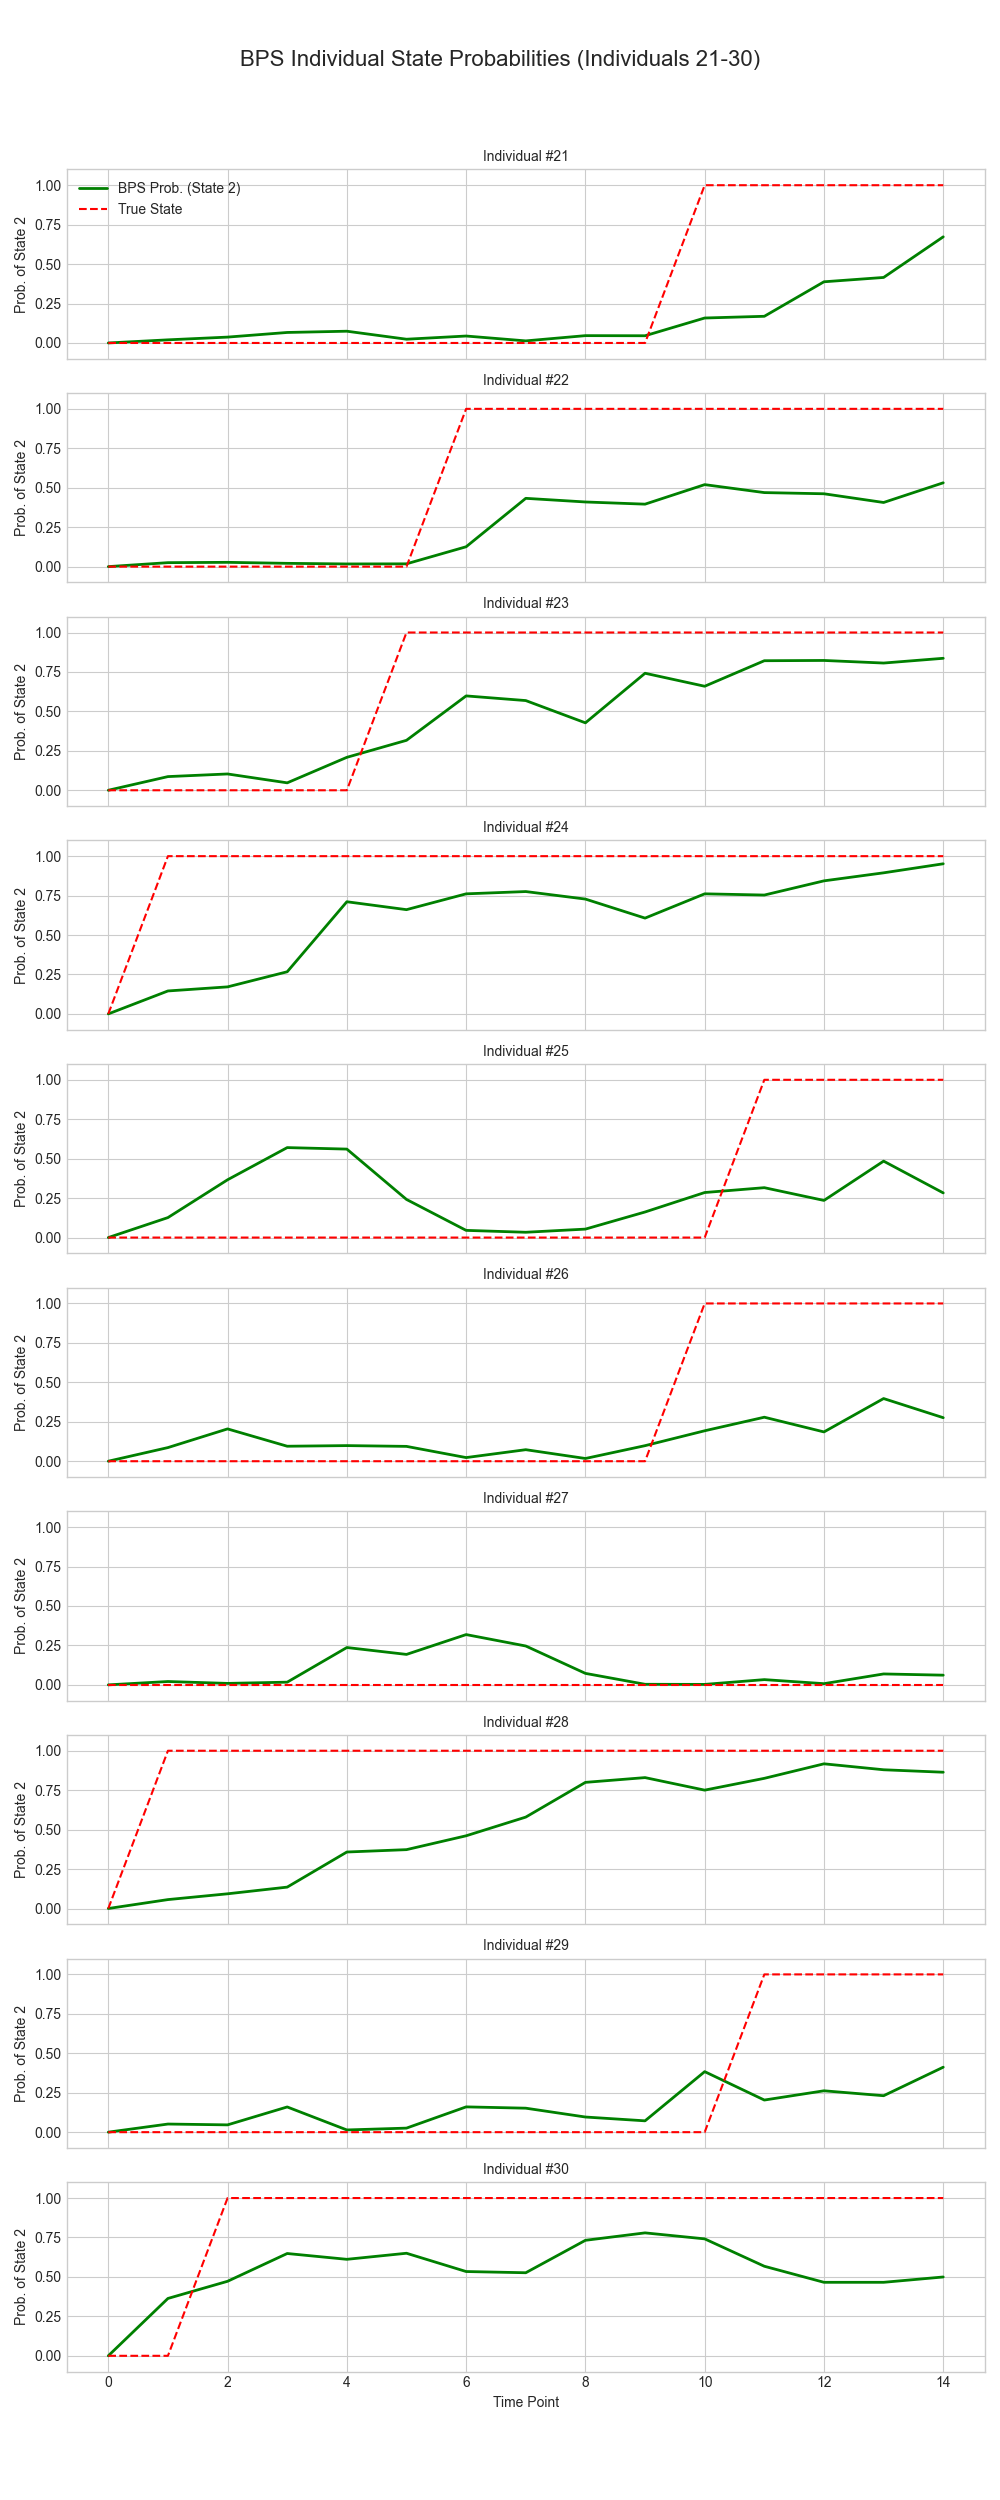 BPS Individual State Probabilities (Individuals 21-30)
Individual #21
BPS Prob. (State 2)
True State
1.00
0.75
0.50
0.25
0.00
Prob. of State 2
Individual #22
1.00
0.75
0.50
0.25
0.00
Prob. of State 2
Individual #23
1.00
0.75
0.50
0.25
0.00
Prob. of State 2
Individual #24
1.00
0.75
0.50
0.25
0.00
Prob. of State 2
Individual #25
1.00
0.75
0.50
0.25
0.00
Prob. of State 2
Individual #26
1.00
0.75
0.50
0.25
0.00
Prob. of State 2
Individual #27
1.00
0.75
0.50
0.25
0.00
Prob. of State 2
Individual #28
1.00
0.75
0.50
0.25
0.00
Prob. of State 2
Individual #29
1.00
0.75
0.50
0.25
0.00
Prob. of State 2
Individual #30
1.00
0.75
0.50
0.25
0.00
Prob. of State 2
0 2 4 6 8 10 12 14
Time Point